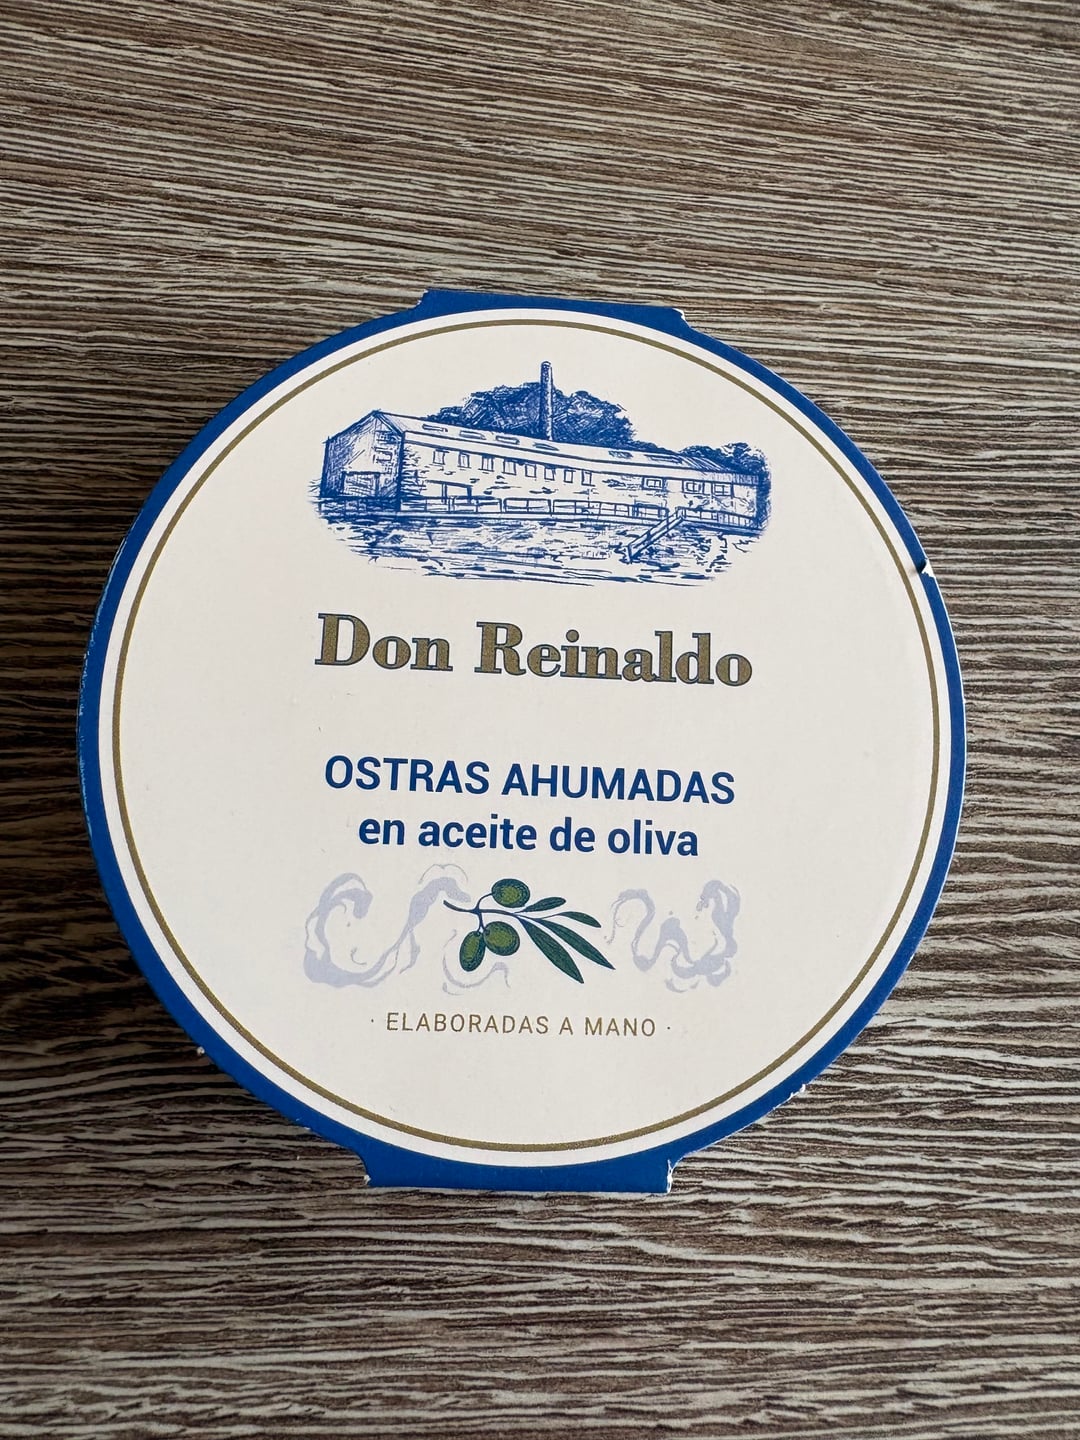 Don Reinaldo
OSTRAS AHUMADAS
en aceite de oliva
· ELABORADAS A MANO ·